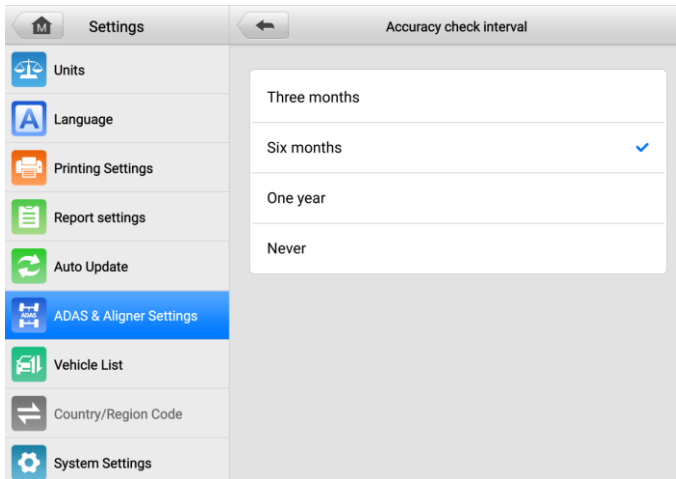 M
Settings
Accuracy check interval
Units
A
Language
Printing Settings
Report settings
Auto Update
ADAS
ADAS & Aligner Settings
Vehicle List
Country/Region Code
System Settings
Three months
Six months
One year
Never